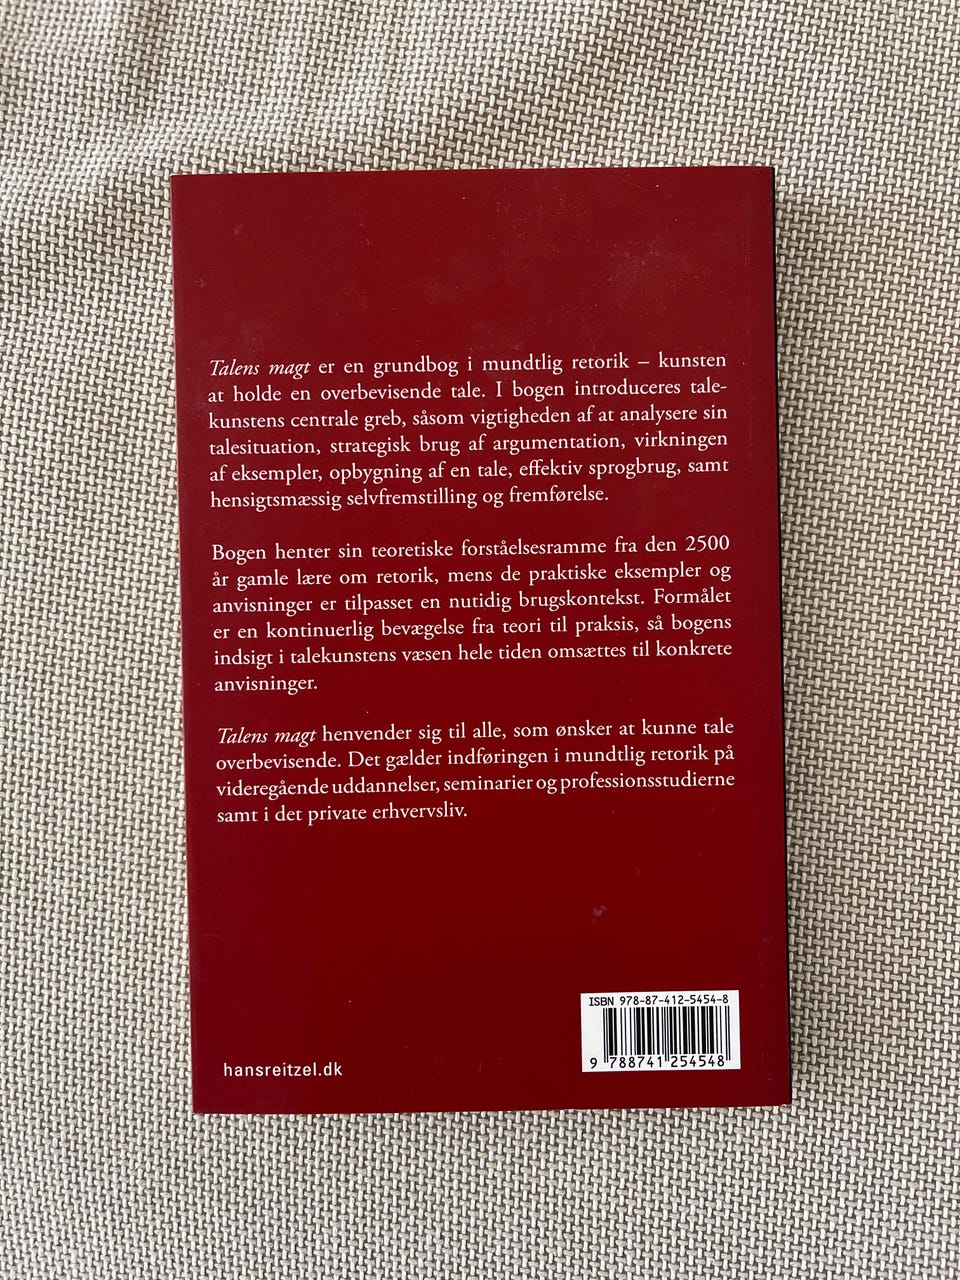 Talens magt er en grundbog i mundtlig retorik – kunsten
at holde en overbevisende tale. I bogen introduceres tale-
kunstens centrale greb, såsom vigtigheden af at analysere sin
talesituation, strategisk brug af argumentation, virkningen
af eksempler, opbygning af en tale, effektiv sprogbrug, samt
hensigtsmæssig selvfremstilling og fremførelse.
Bogen henter sin teoretiske forståelsesramme fra den 2500
år gamle lære om retorik, mens de praktiske eksempler og
anvisninger er tilpasset en nutidig brugskontekst. Formålet
er en kontinuerlig bevægelse fra teori til praksis, så bogens
indsigt i talekunstens væsen hele tiden omsættes til konkrete
anvisninger.
Talens magt henvender sig til alle, som ønsker at kunne tale
overbevisende. Det gælder indføringen i mundtlig retorik på
videregående uddannelser, seminarier og professionsstudierne
samt i det private erhvervsliv.
ISBN 978-87-412-5454-8
9 788741 254548
hansreitzel.dk